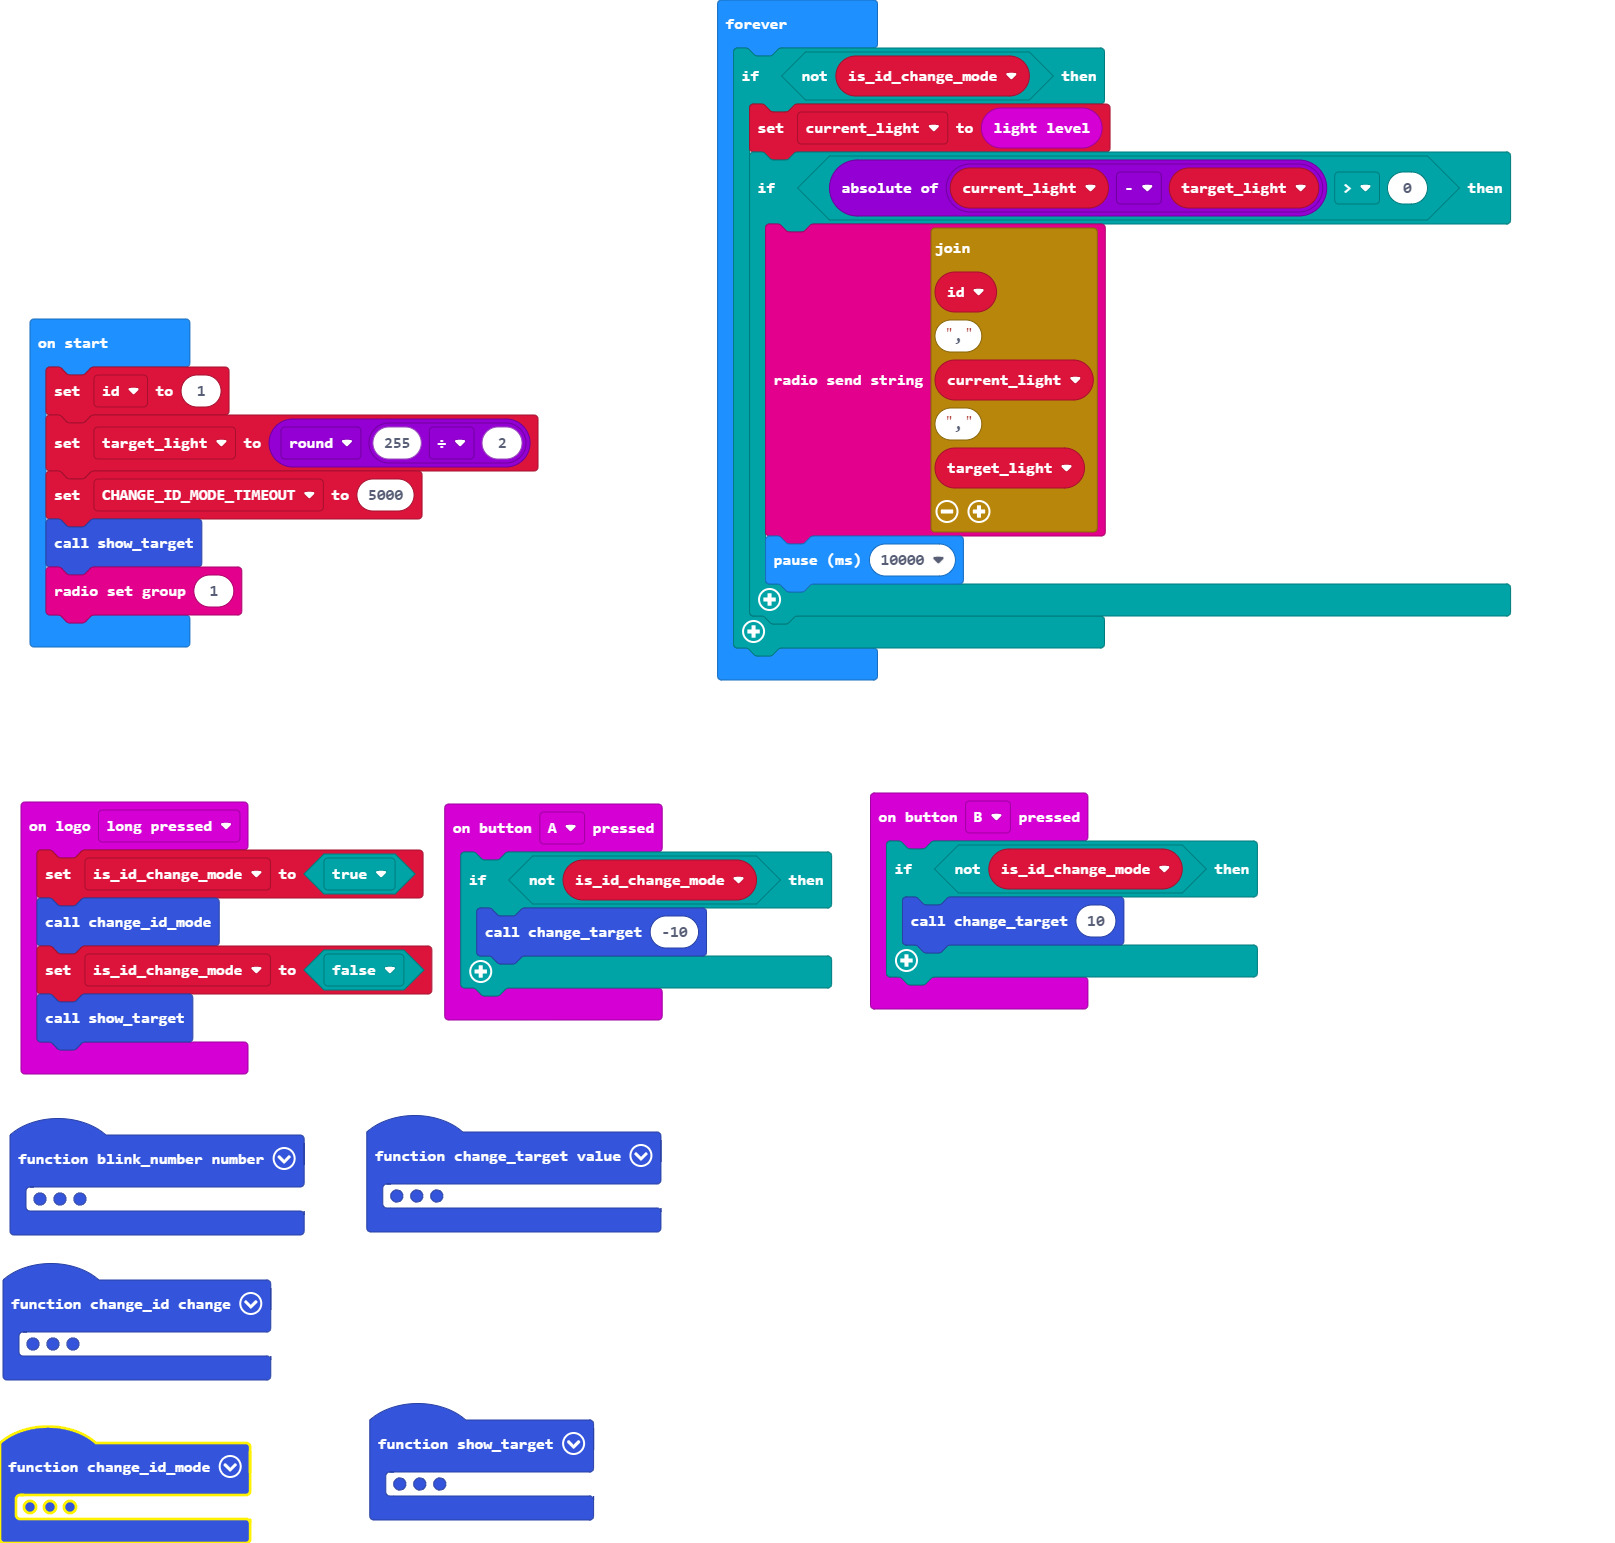 forever
if not is_id_change_mode then
set current_light to light level
if absolute of current_light - target_light > 0 then
radio send string join
id
","
current_light
","
target_light
pause (ms) 10000
on start
set id to 1
set target_light to round 255 ÷ 2
set CHANGE_ID_MODE_TIMEOUT to 5000
call show_target
radio set group 1
on logo long pressed
set is_id_change_mode to true
call change_id_mode
set is_id_change_mode to false
call show_target
on button A pressed
if not is_id_change_mode then
call change_target -10
on button B pressed
if not is_id_change_mode then
call change_target 10
function blink_number number
function change_target value
function change_id change
function change_id_mode
function show_target